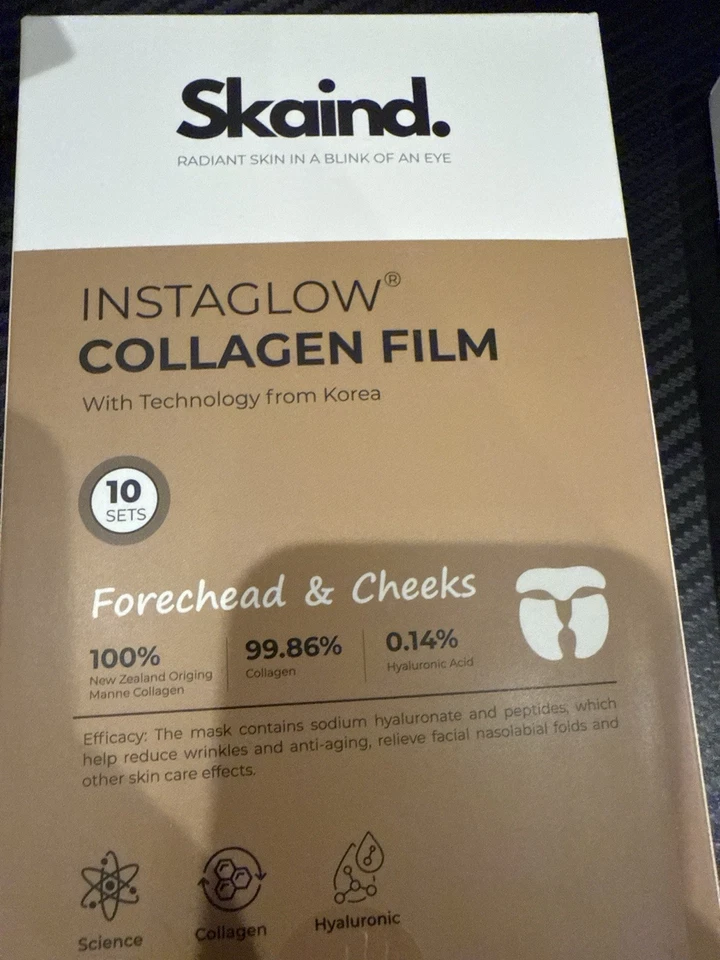 Skaind.
RADIANT SKIN IN A BLINK OF AN EYE
INSTAGLOW®
COLLAGEN FILM
With Technology from Korea
10
SETS
Forechead & Cheeks
100%
New Zealand Origing
Manne Collagen
99.86%
Collagen
0.14%
Hyaluronic Acid
Efficacy: The mask contains sodium hyaluronate and peptides, which
help reduce wrinkles and anti-aging, relieve facial nasolabial folds and
other skin care effects.
Science
Collagen
Hyaluronic